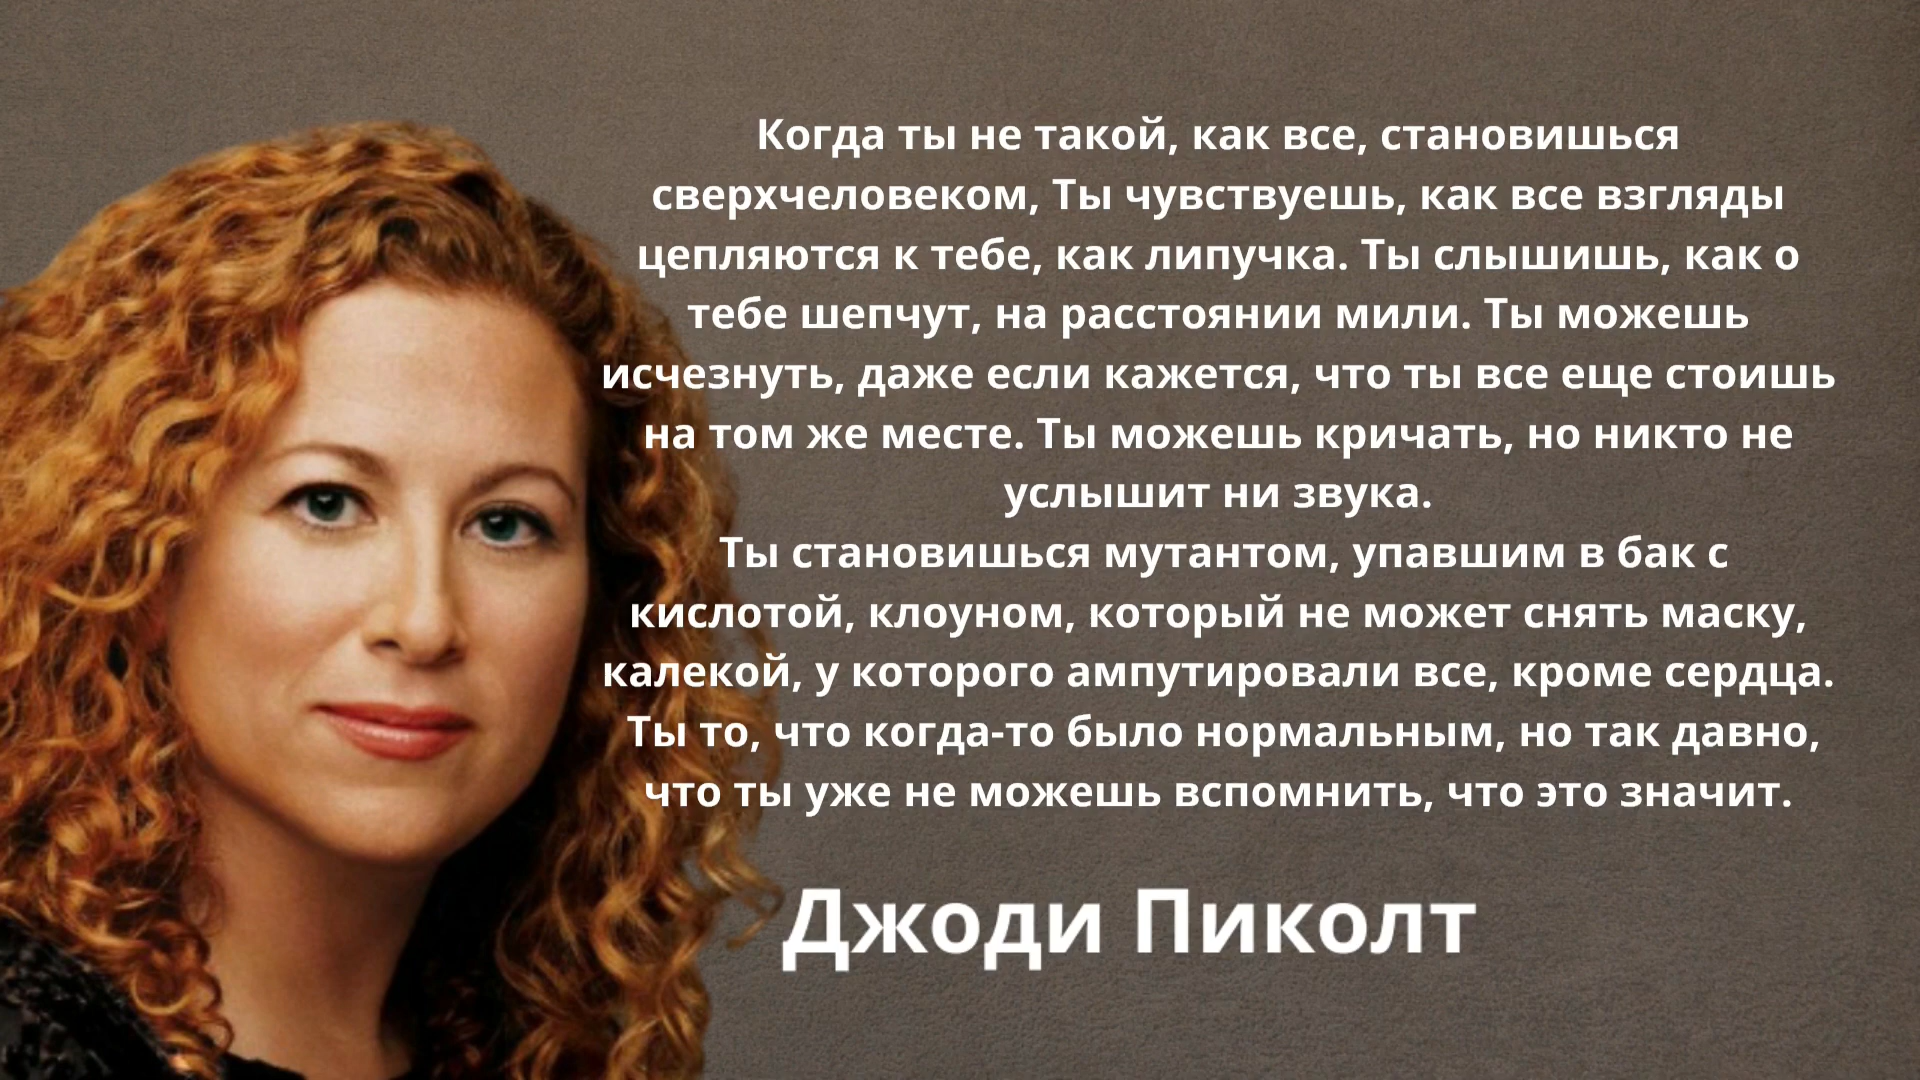 Когда ты не такой, как все, становишься
сверхчеловеком, Ты чувствуешь, как все взгляды
цепляются к тебе, как липучка. Ты слышишь, как о
тебе шепчут, на расстоянии мили. Ты можешь
исчезнуть, даже если кажется, что ты все еще стоишь
на том же месте. Ты можешь кричать, но никто не
услышит ни звука.
Ты становишься мутантом, упавшим в бак с
кислотой, клоуном, который не может снять маску,
калекой, у которого ампутировали все, кроме сердца.
Ты то, что когда-то было нормальным, но так давно,
что ты уже не можешь вспомнить, что это значит.
Джоди Пиколт